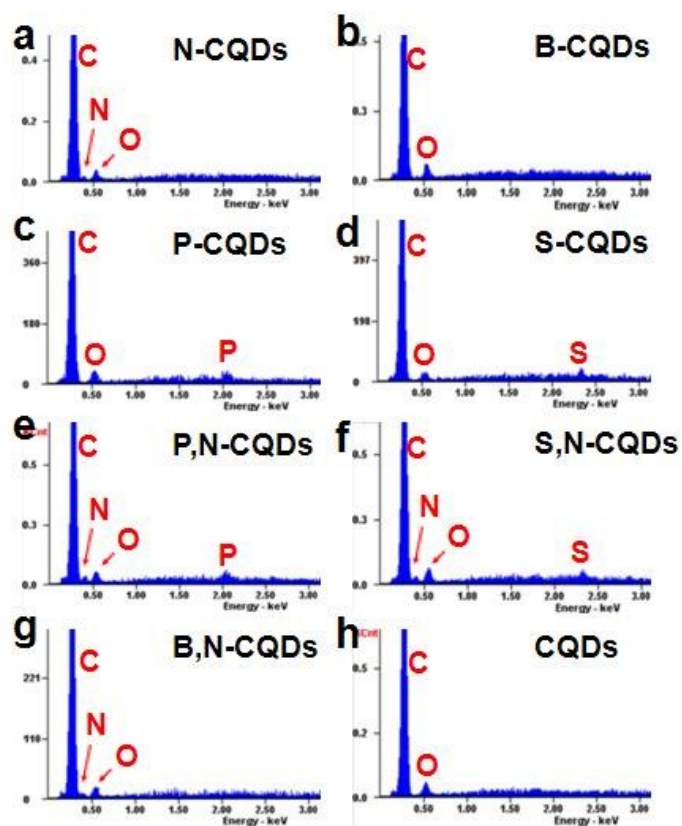 a
N-CQDs
C
N
O
0.4
0.2
0.0
0.50 1.00 1.50 2.00 2.50 3.00
Energy - keV
b
B-CQDs
C
O
0.5
0.3
0.0
0.50 1.00 1.50 2.00 2.50 3.00
Energy - keV
c
P-CQDs
C
O
P
360
180
0
0.50 1.00 1.50 2.00 2.50 3.00
Energy - keV
d
S-CQDs
C
O
S
397
198
0
0.50 1.00 1.50 2.00 2.50 3.00
Energy - keV
e
P,N-CQDs
C
N
O
P
0.5
0.3
0.0
0.50 1.00 1.50 2.00 2.50 3.00
Energy - keV
f
S,N-CQDs
C
N
O
S
0.5
0.3
0.0
0.50 1.00 1.50 2.00 2.50 3.00
Energy - keV
g
B,N-CQDs
C
N
O
221
110
0
0.50 1.00 1.50 2.00 2.50 3.00
Energy - keV
h
CQDs
C
O
0.5
0.2
0.0
0.50 1.00 1.50 2.00 2.50 3.00
Energy - keV